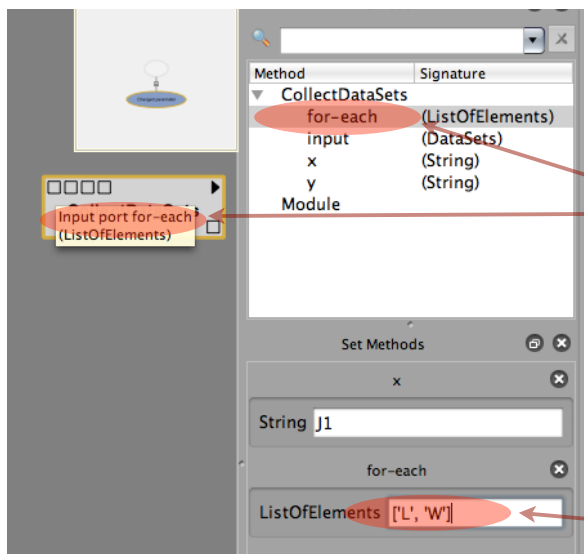 Method Signature
CollectDataSets
for-each (ListOfElements)
input (DataSets)
x (String)
y (String)
Module
Input port for-each
(ListOfElements)
Set Methods
x
String J1
for-each
ListOfElements ['L', 'W']